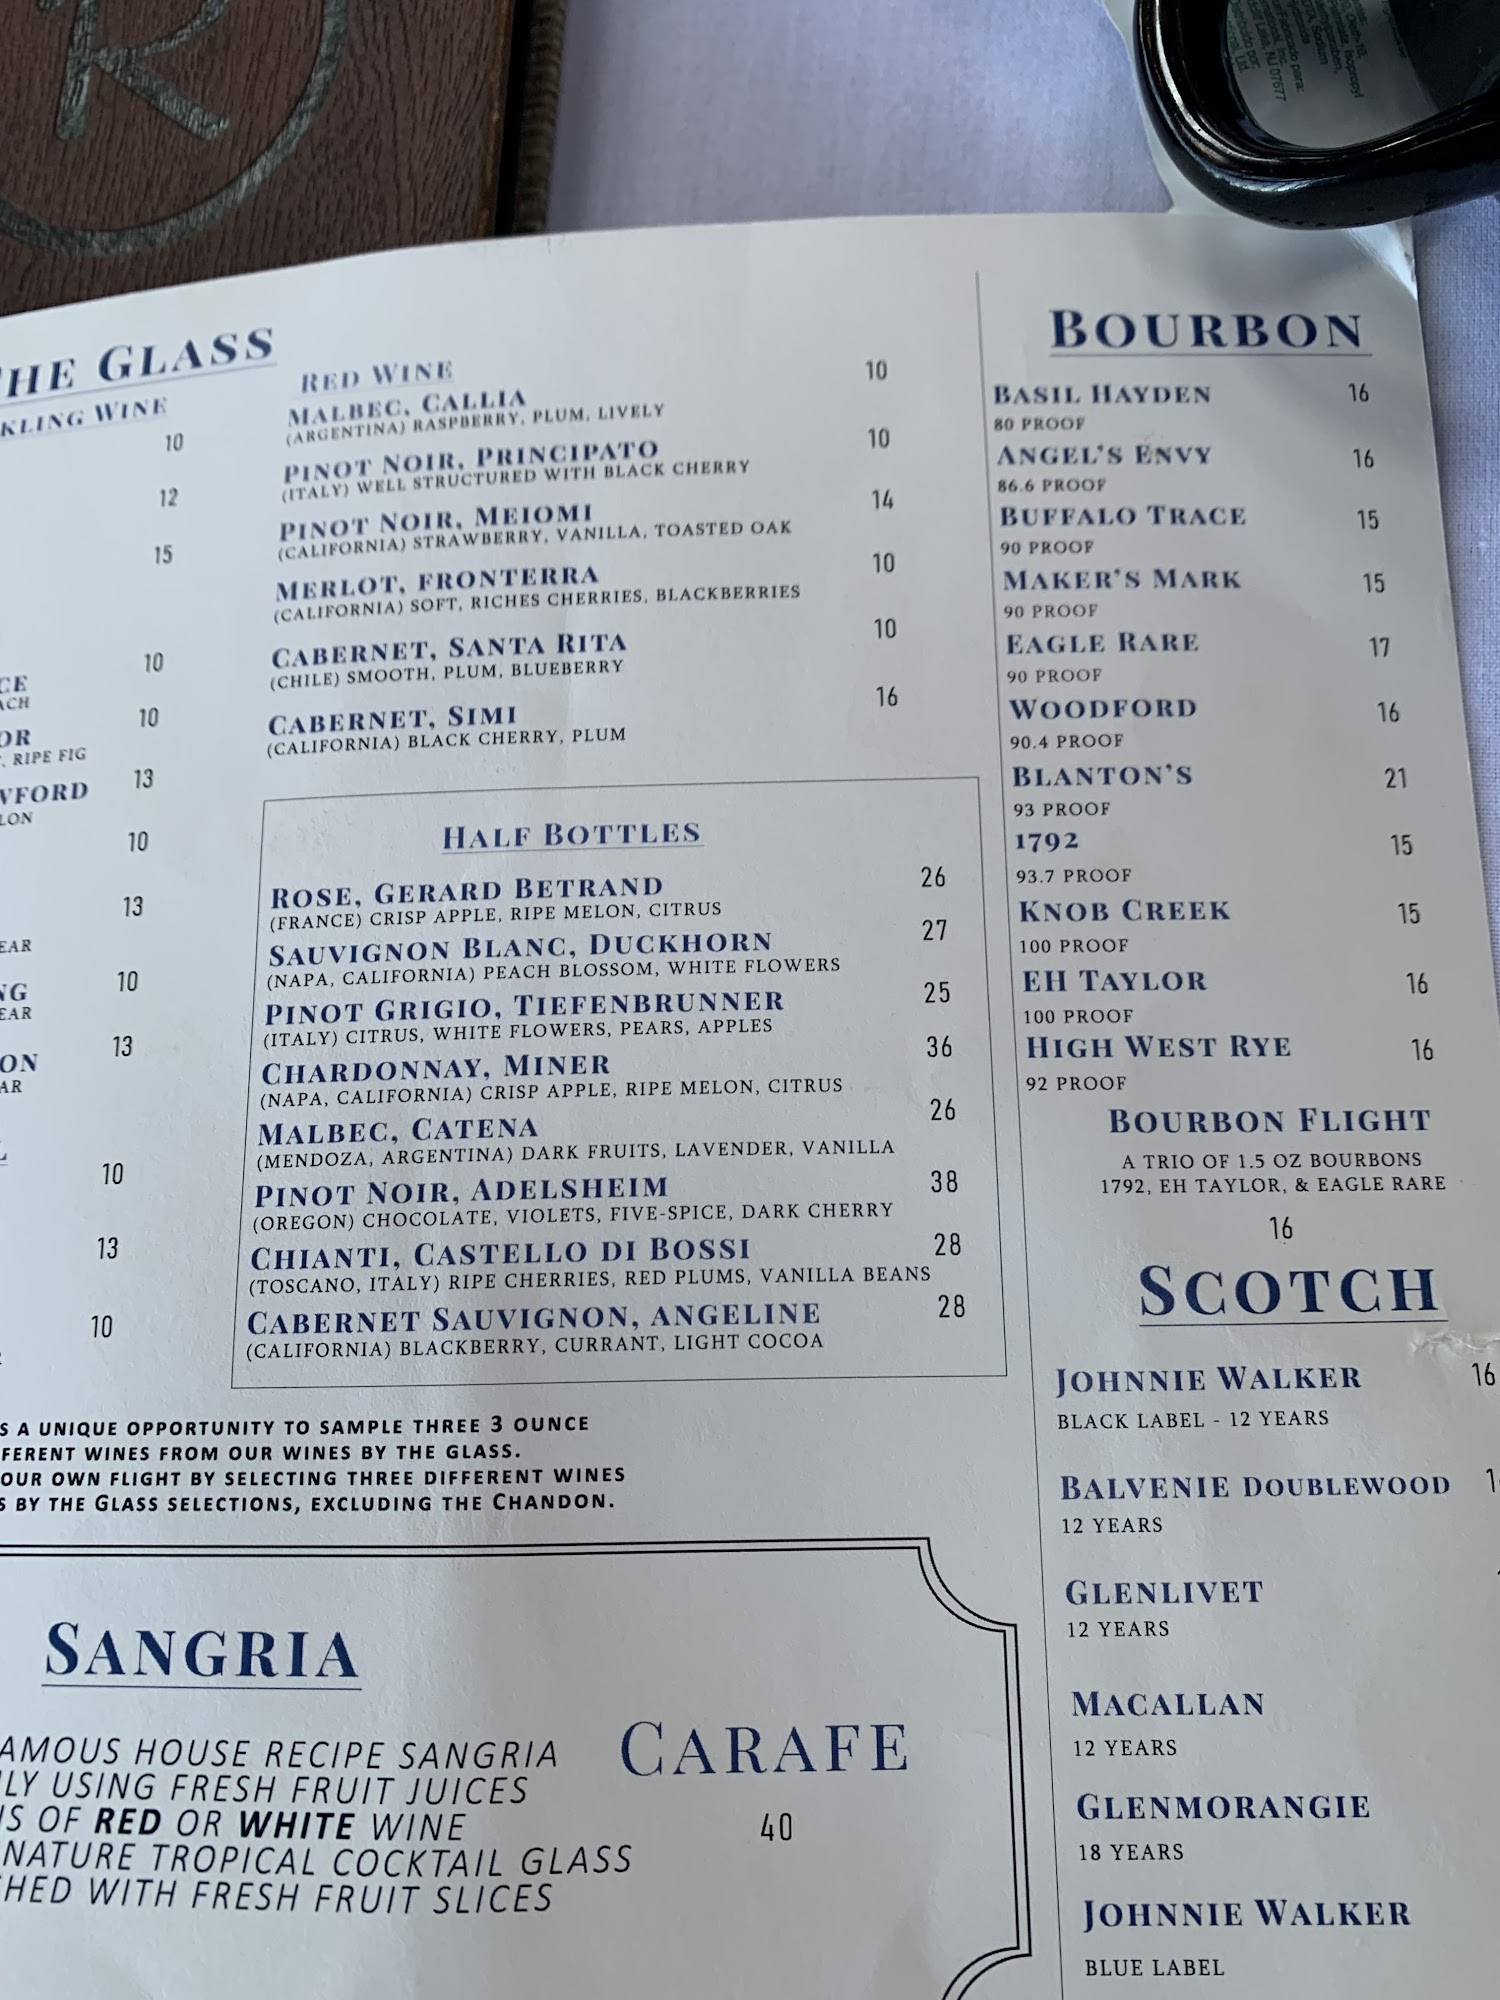 R
THE GLASS
KLING WINE
10
12
15
10
CE
ACH
10
OR
, RIPE FIG
13
WFORD
LON
10
13
EAR
10
NG
EAR
13
ON
AR
10
13
10
RED WINE
MALBEC, CALLIA 10
(ARGENTINA) RASPBERRY, PLUM, LIVELY
PINOT NOIR, PRINCIPATO 10
(ITALY) WELL STRUCTURED WITH BLACK CHERRY
PINOT NOIR, MEIOMI 14
(CALIFORNIA) STRAWBERRY, VANILLA, TOASTED OAK
MERLOT, FRONTERRA 10
(CALIFORNIA) SOFT, RICHES CHERRIES, BLACKBERRIES
CABERNET, SANTA RITA 10
(CHILE) SMOOTH, PLUM, BLUEBERRY
CABERNET, SIMI 16
(CALIFORNIA) BLACK CHERRY, PLUM
HALF BOTTLES
ROSE, GERARD BETRAND 26
(FRANCE) CRISP APPLE, RIPE MELON, CITRUS
SAUVIGNON BLANC, DUCKHORN 27
(NAPA, CALIFORNIA) PEACH BLOSSOM, WHITE FLOWERS
PINOT GRIGIO, TIEFENBRUNNER 25
(ITALY) CITRUS, WHITE FLOWERS, PEARS, APPLES
CHARDONNAY, MINER 36
(NAPA, CALIFORNIA) CRISP APPLE, RIPE MELON, CITRUS
MALBEC, CATENA 26
(MENDOZA, ARGENTINA) DARK FRUITS, LAVENDER, VANILLA
PINOT NOIR, ADELSHEIM 38
(OREGON) CHOCOLATE, VIOLETS, FIVE-SPICE, DARK CHERRY
CHIANTI, CASTELLO DI BOSSI 28
(TOSCANO, ITALY) RIPE CHERRIES, RED PLUMS, VANILLA BEANS
CABERNET SAUVIGNON, ANGELINE 28
(CALIFORNIA) BLACKBERRY, CURRANT, LIGHT COCOA
S A UNIQUE OPPORTUNITY TO SAMPLE THREE 3 OUNCE
FERENT WINES FROM OUR WINES BY THE GLASS.
OUR OWN FLIGHT BY SELECTING THREE DIFFERENT WINES
S BY THE GLASS SELECTIONS, EXCLUDING THE CHANDON.
SANGRIA
AMOUS HOUSE RECIPE SANGRIA
LY USING FRESH FRUIT JUICES
NS OF RED OR WHITE WINE
NATURE TROPICAL COCKTAIL GLASS
SHED WITH FRESH FRUIT SLICES
CARAFE
40
BOURBON
BASIL HAYDEN 16
80 PROOF
ANGEL'S ENVY 16
86.6 PROOF
BUFFALO TRACE 15
90 PROOF
MAKER'S MARK 15
90 PROOF
EAGLE RARE 17
90 PROOF
WOODFORD 16
90.4 PROOF
BLANTON'S 21
93 PROOF
1792 15
93.7 PROOF
KNOB CREEK 15
100 PROOF
EH TAYLOR 16
100 PROOF
HIGH WEST RYE 16
92 PROOF
BOURBON FLIGHT
A TRIO OF 1.5 OZ BOURBONS
1792, EH TAYLOR, & EAGLE RARE
16
SCOTCH
JOHNNIE WALKER 16
BLACK LABEL - 12 YEARS
BALVENIE DOUBLEWOOD
12 YEARS
GLENLIVET
12 YEARS
MACALLAN
12 YEARS
GLENMORANGIE
18 YEARS
JOHNNIE WALKER
BLUE LABEL